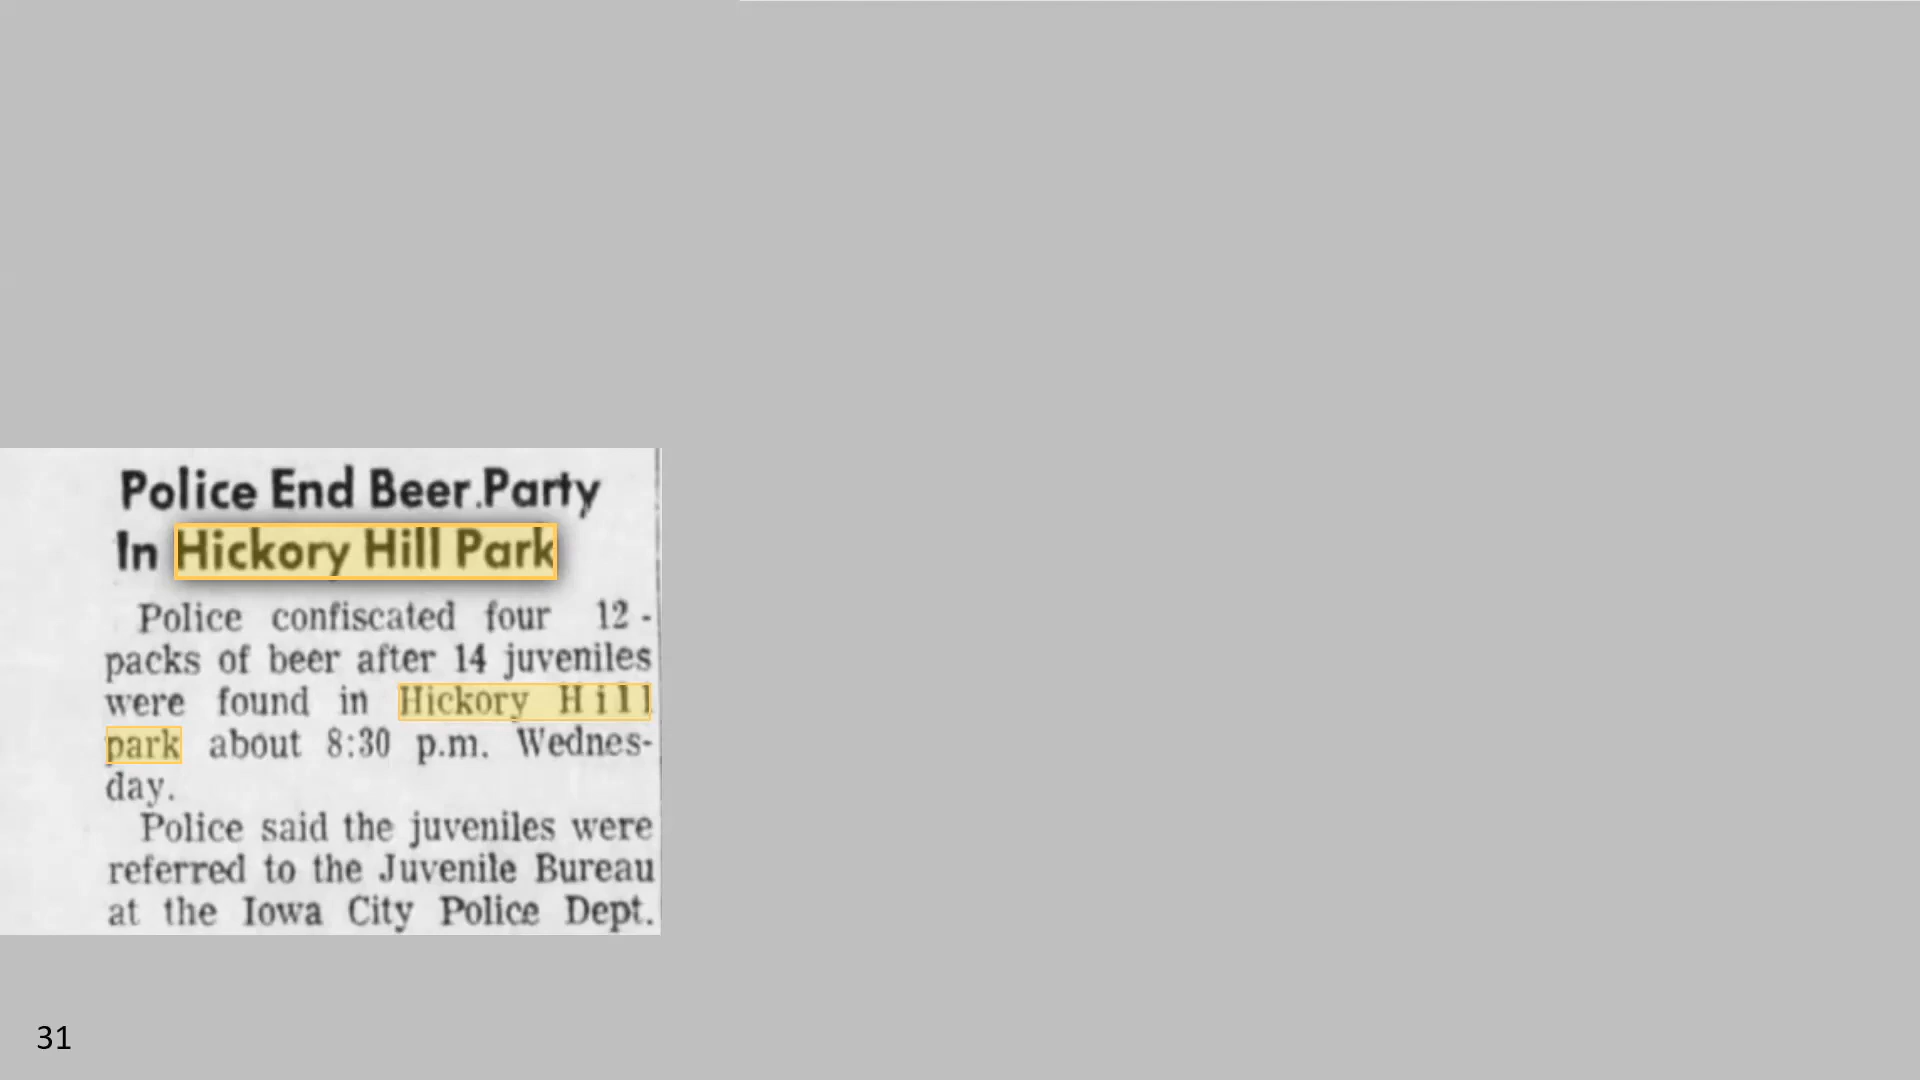 Police End Beer Party
In Hickory Hill Park
Police confiscated four 12-
packs of beer after 14 juveniles
were found in Hickory Hill
park about 8:30 p.m. Wednes-
day.
Police said the juveniles were
referred to the Juvenile Bureau
at the Iowa City Police Dept.
31